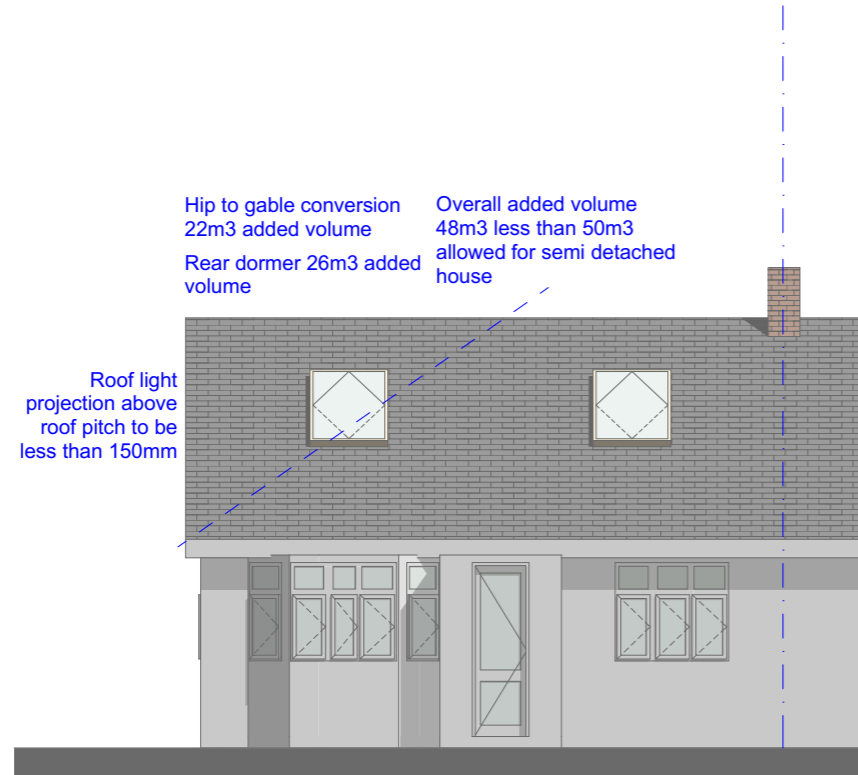 Hip to gable conversion
22m3 added volume
Rear dormer 26m3 added
volume
Overall added volume
48m3 less than 50m3
allowed for semi detached
house
Roof light
projection above
roof pitch to be
less than 150mm